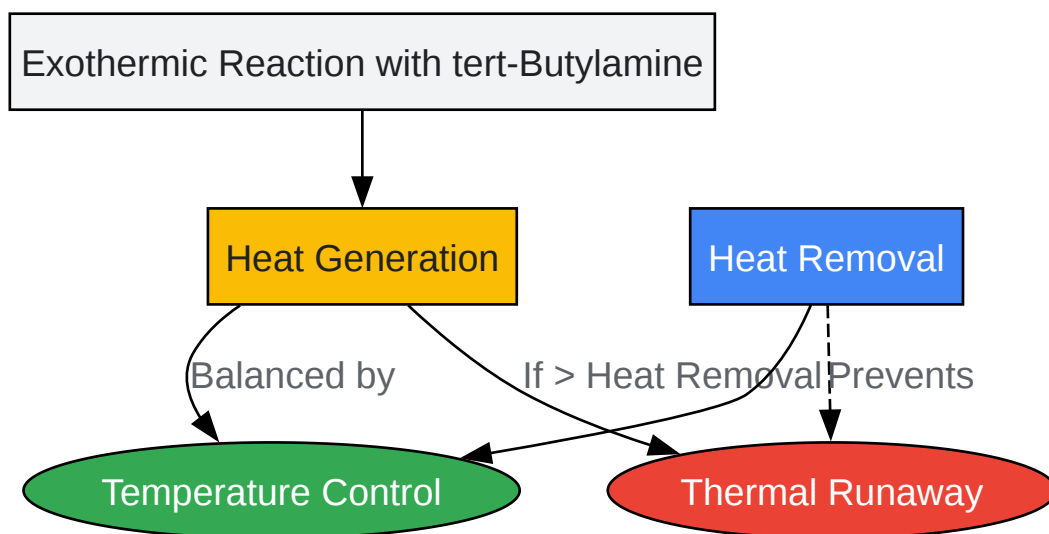 Exothermic Reaction with tert-Butylamine
Heat Generation
Heat Removal
Balanced by
If > Heat Removal
Prevents
Temperature Control
Thermal Runaway